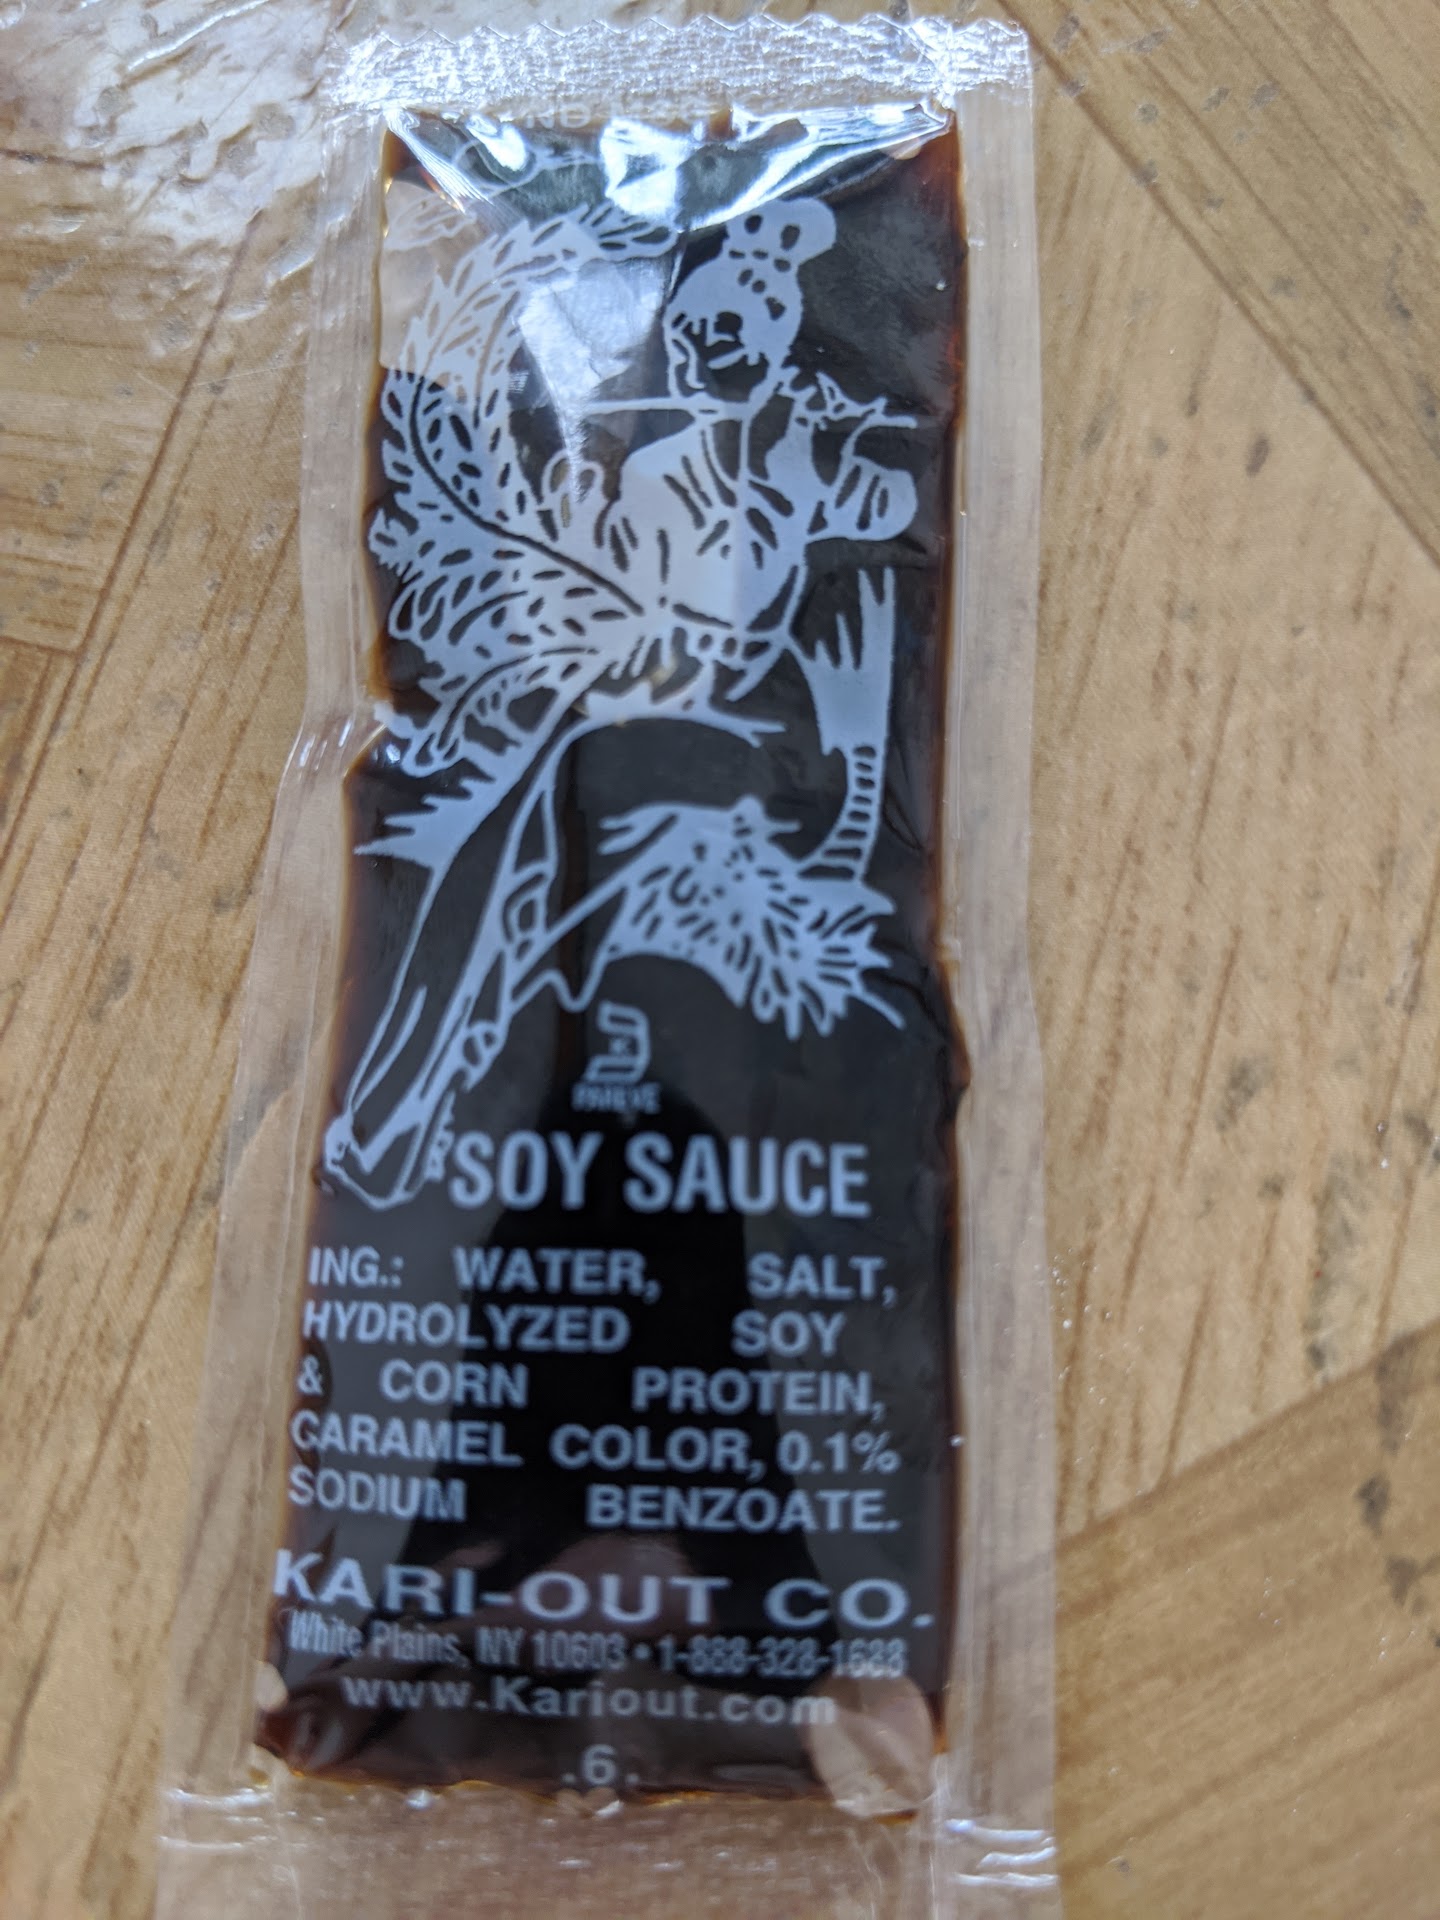 PAREVE
SOY SAUCE
ING.: WATER, SALT,
HYDROLYZED SOY
& CORN PROTEIN,
CARAMEL COLOR, 0.1%
SODIUM BENZOATE.
KARI-OUT CO.
White Plains, NY 10603 • 1-888-328-1688
www.Kariout.com
.6.